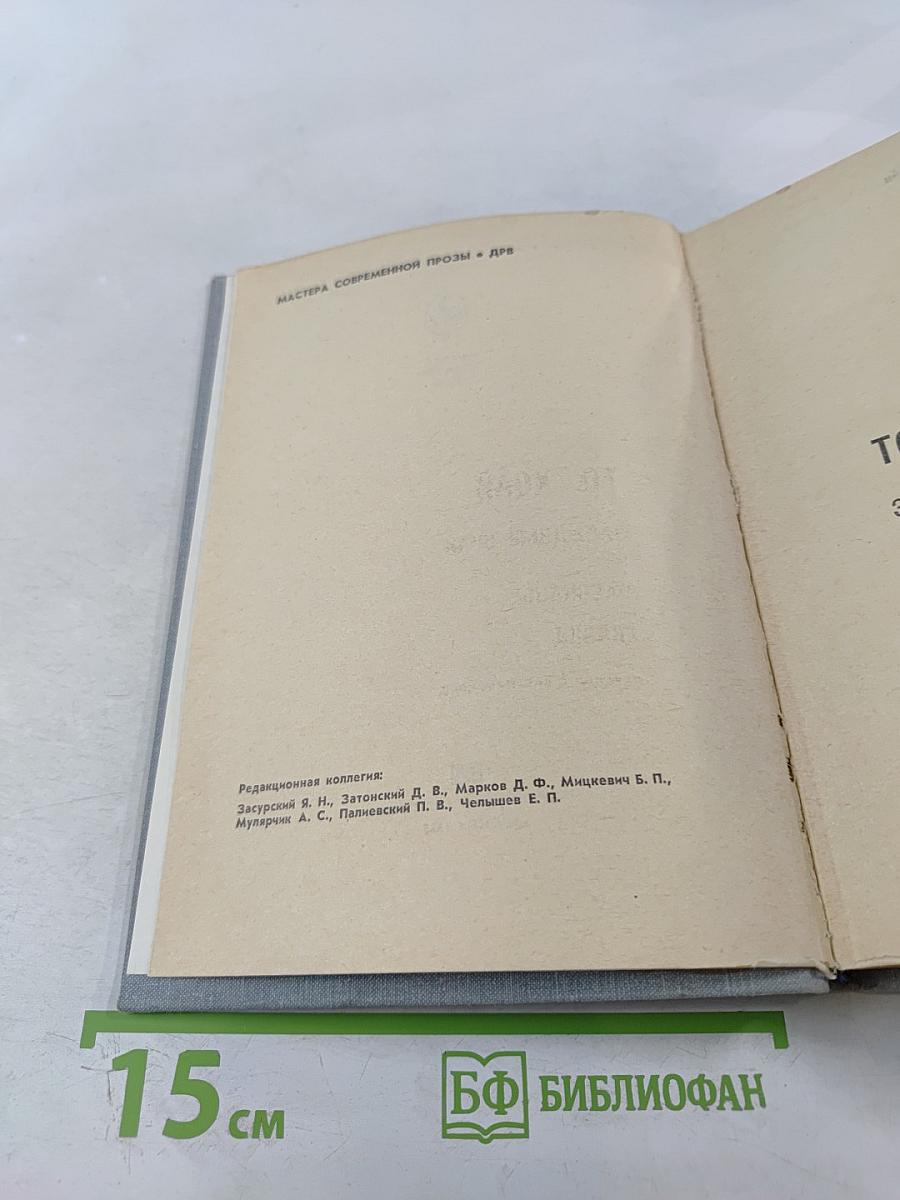 МАСТЕРА СОВРЕМЕННОЙ ПРОЗЫ • ДРВ
Редакционная коллегия:
Засурский Я. Н., Затонский Д. В., Марков Д. Ф., Мицкевич Б. П.,
Мулярчик А. С., Палиевский П. В., Челышев Е. П.
15 см
БФ БИБЛИОФАН